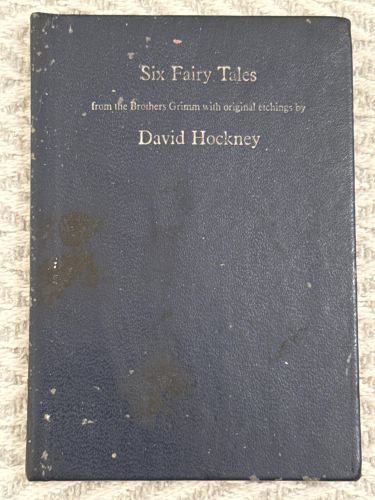 Six Fairy Tales
from the Brothers Grimm with original etchings by
David Hockney